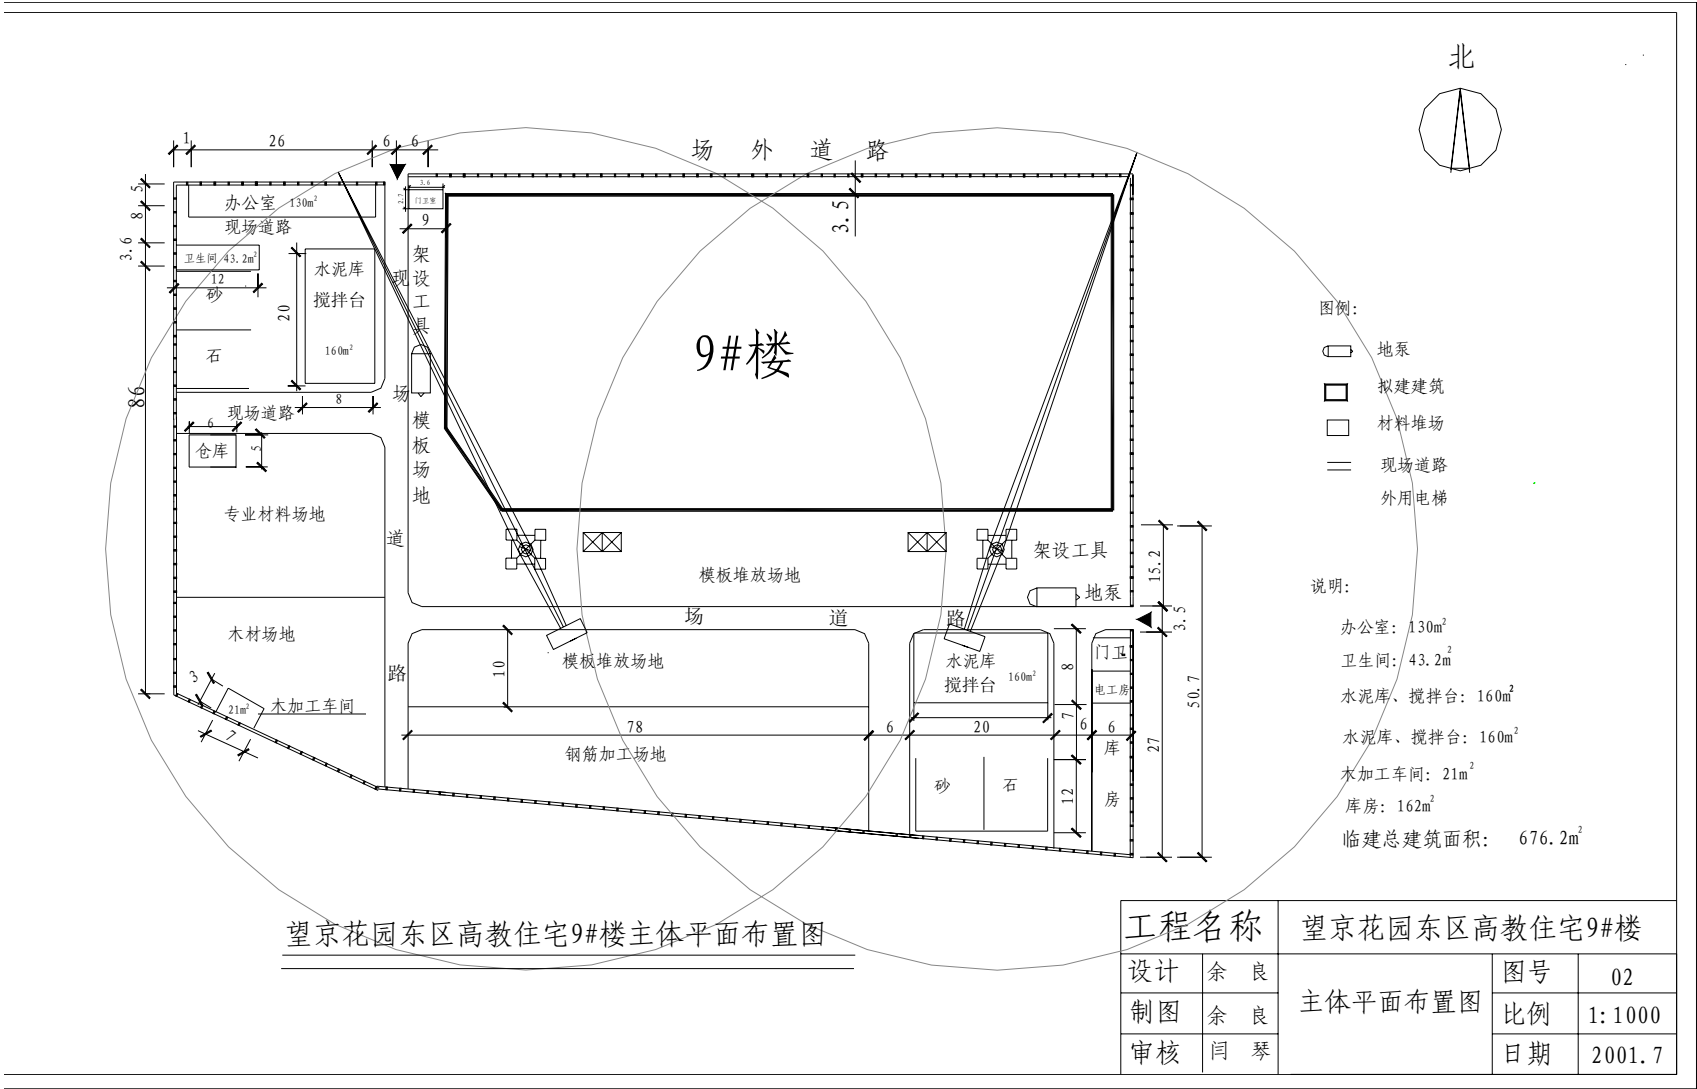 北
1
26
6
6
场 外 道 路
5
8
3.6
86
办公室 130m²
现场道路
卫生间 43.2m²
12
砂
石
20
水泥库
搅拌台
160m²
8
现场道路
6
仓库
5
专业材料场地
木材场地
3
21m²
木加工车间
7
3.6
2.7
门卫室
9
架设工具
模板场地
现 场 道 路
3.5
9#楼
模板堆放场地
架设工具
地泵
场 道 路
10
模板堆放场地
78
钢筋加工场地
6
水泥库
搅拌台
160m²
20
砂
石
8
7
12
6
6
门卫
电工房
库房
15.2
3.5
27
50.7
图例：
地泵
拟建建筑
材料堆场
现场道路
外用电梯
说明：
办公室：130m²
卫生间：43.2m²
水泥库、搅拌台：160m²
水泥库、搅拌台：160m²
木加工车间：21m²
库房：162m²
临建总建筑面积： 676.2m²
望京花园东区高教住宅9#楼主体平面布置图
工程名称 望京花园东区高教住宅9#楼
设计 余 良
制图 余 良
审核 闫 琴
主体平面布置图
图号 02
比例 1:1000
日期 2001.7